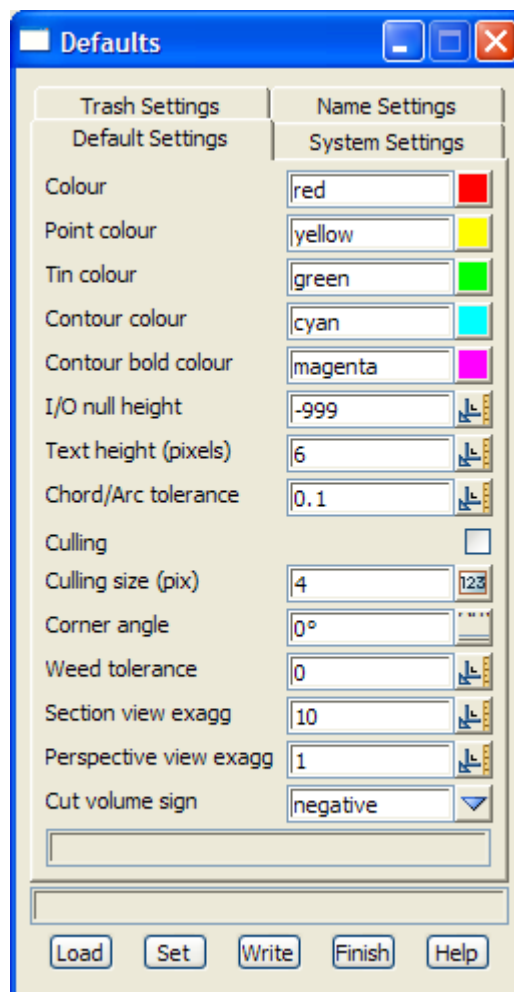 Defaults
Trash Settings Name Settings
Default Settings System Settings
Colour red
Point colour yellow
Tin colour green
Contour colour cyan
Contour bold colour magenta
I/O null height -999
Text height (pixels) 6
Chord/Arc tolerance 0.1
Culling
Culling size (pix) 4 123
Corner angle 0°
Weed tolerance 0
Section view exagg 10
Perspective view exagg 1
Cut volume sign negative
Load Set Write Finish Help